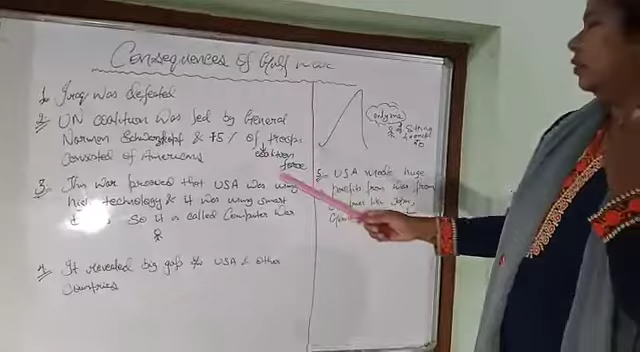 Consequences of Gulf war
1. Iraq was defeated
2. UN coalition was led by General
Norman Schwarzkopf & 75% of troops
coalition
force
Consisted of Americans
3. This war proved that USA was using
technology & it was using smart
So it is called Computer War
4. It revealed big gaps b/w USA & other
Countries
only me
5. USA made huge
profits from war from